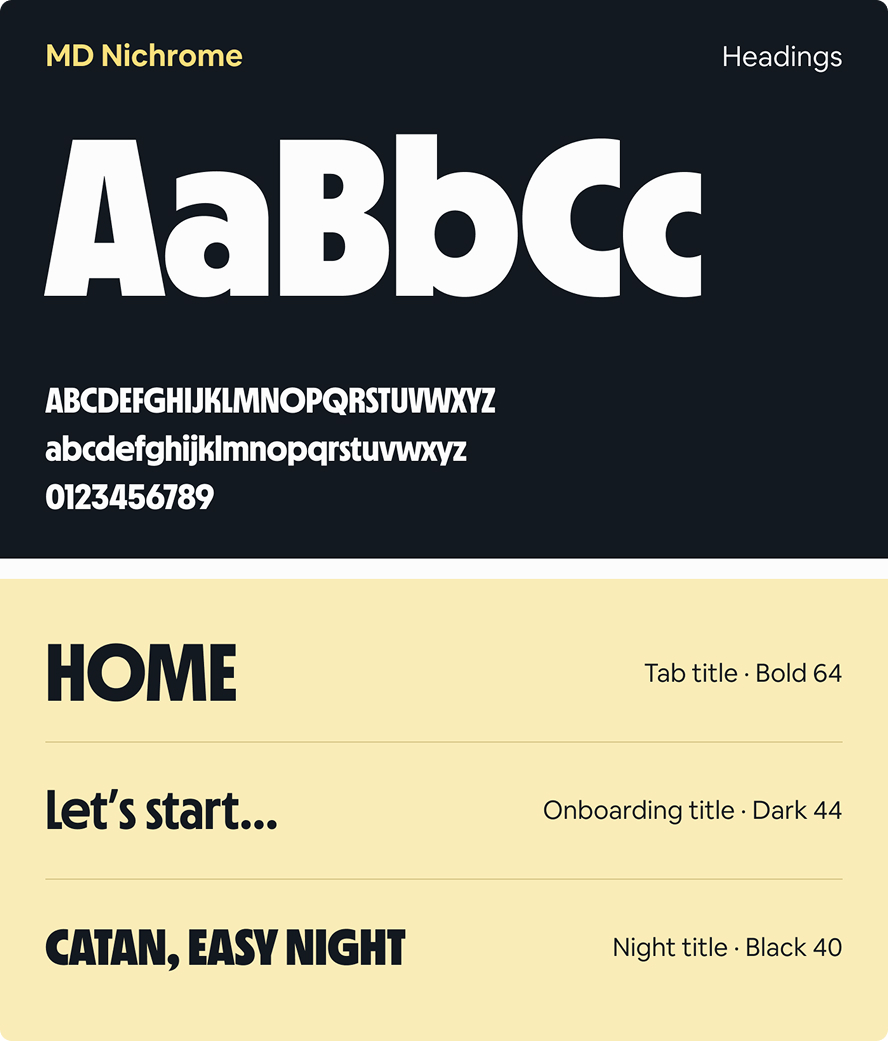 MD Nichrome
Headings
AaBbCc
ABCDEFGHIJKLMNOPQRSTUVWXYZ
abcdefghijklmnopqrstuvwxyz
0123456789
HOME
Tab title · Bold 64
Let’s start...
Onboarding title · Dark 44
CATAN, EASY NIGHT
Night title · Black 40